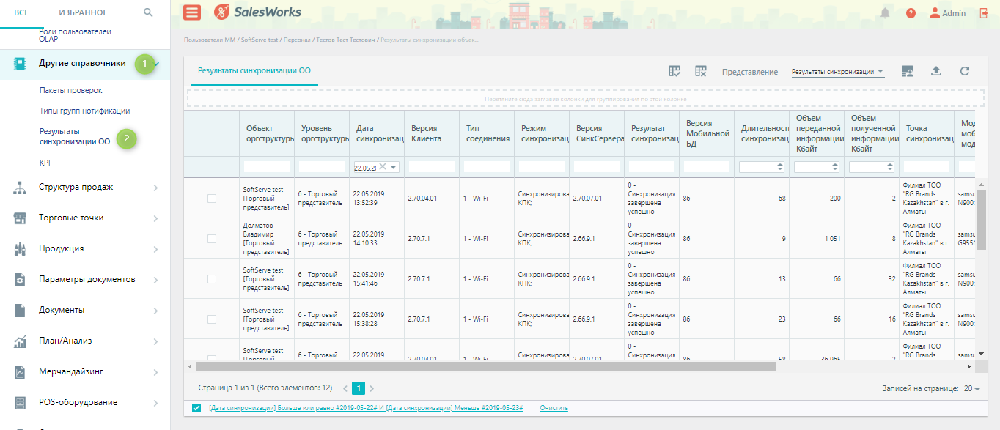 ВСЕ
ИЗБРАННОЕ
SalesWorks
?
Admin
Роли пользователей
OLAP
Другие справочники
1
Пакеты проверок
Типы групп нотификации
Результаты
синхронизации ОО
2
KPI
Структура продаж
Торговые точки
Продукция
Параметры документов
Документы
План/Анализ
Мерчандайзинг
POS-оборудование
Пользователи ММ / SoftServe test / Персонал / Тестов Тест Тестович / Результаты синхронизации объек...
Результаты синхронизации ОО
Представление
Результаты синхронизации
Перетяните сюда заглавие колонки для группирования по этой колонке
Объект
оргструктуры
Уровень
оргструктуры
Дата
синхронизац
Версия
Клиента
Тип
соединения
Режим
синхронизац
Версия
СинкСервера
Результат
синхронизац
Версия
Мобильной
БД
Длительность
синхронизац
Объем
переданной
информации
Кбайт
Объем
полученной
информации
Кбайт
Точка
синхронизац
Мод
моб
мод
22.05.20
SoftServe test
[Торговый
представитель]
6 - Торговый
представитель
22.05.2019
13:52:39
2.70.04.01
1 - Wi-Fi
Синхронизирова
КПК;
2.70.07.01
0 -
Синхронизация
завершена
успешно
86
68
200
2
Филиал ТОО
"RG Brands
Kazakhstan" в г.
Алматы
samsu
N900;
Долматов
Владимир
[Торговый
представитель]
6 - Торговый
представитель
22.05.2019
14:10:33
2.70.7.1
1 - Wi-Fi
Синхронизирова
КПК;
2.66.9.1
0 -
Синхронизация
завершена
успешно
86
9
1 051
8
Филиал ТОО
"RG Brands
Kazakhstan" в г.
Алматы
samsu
G955F
SoftServe test
[Торговый
представитель]
6 - Торговый
представитель
22.05.2019
15:41:46
2.70.7.1
1 - Wi-Fi
Синхронизирова
КПК;
2.66.9.1
0 -
Синхронизация
завершена
успешно
86
13
66
32
Филиал ТОО
"RG Brands
Kazakhstan" в г.
Алматы
samsu
N900;
SoftServe test
[Торговый
представитель]
6 - Торговый
представитель
22.05.2019
15:38:28
2.70.7.1
1 - Wi-Fi
Синхронизирова
КПК;
2.66.9.1
0 -
Синхронизация
завершена
успешно
86
23
66
16
Филиал ТОО
"RG Brands
Kazakhstan" в г.
Алматы
samsu
N900;
SoftServe test
[Торговый
6 - Торговый
22.05.2019
2.70.04.01
1 - Wi-Fi
Синхронизирова
2.70.07.01
0 -
Синхронизация
86
58
36 965
2
Филиал ТОО
"RG Brands
samsu
Страница 1 из 1 (Всего элементов: 12)
1
Записей на странице: 20
[Дата синхронизации] Больше или равно #2019-05-22# И [Дата синхронизации] Меньше #2019-05-23#
Очистить